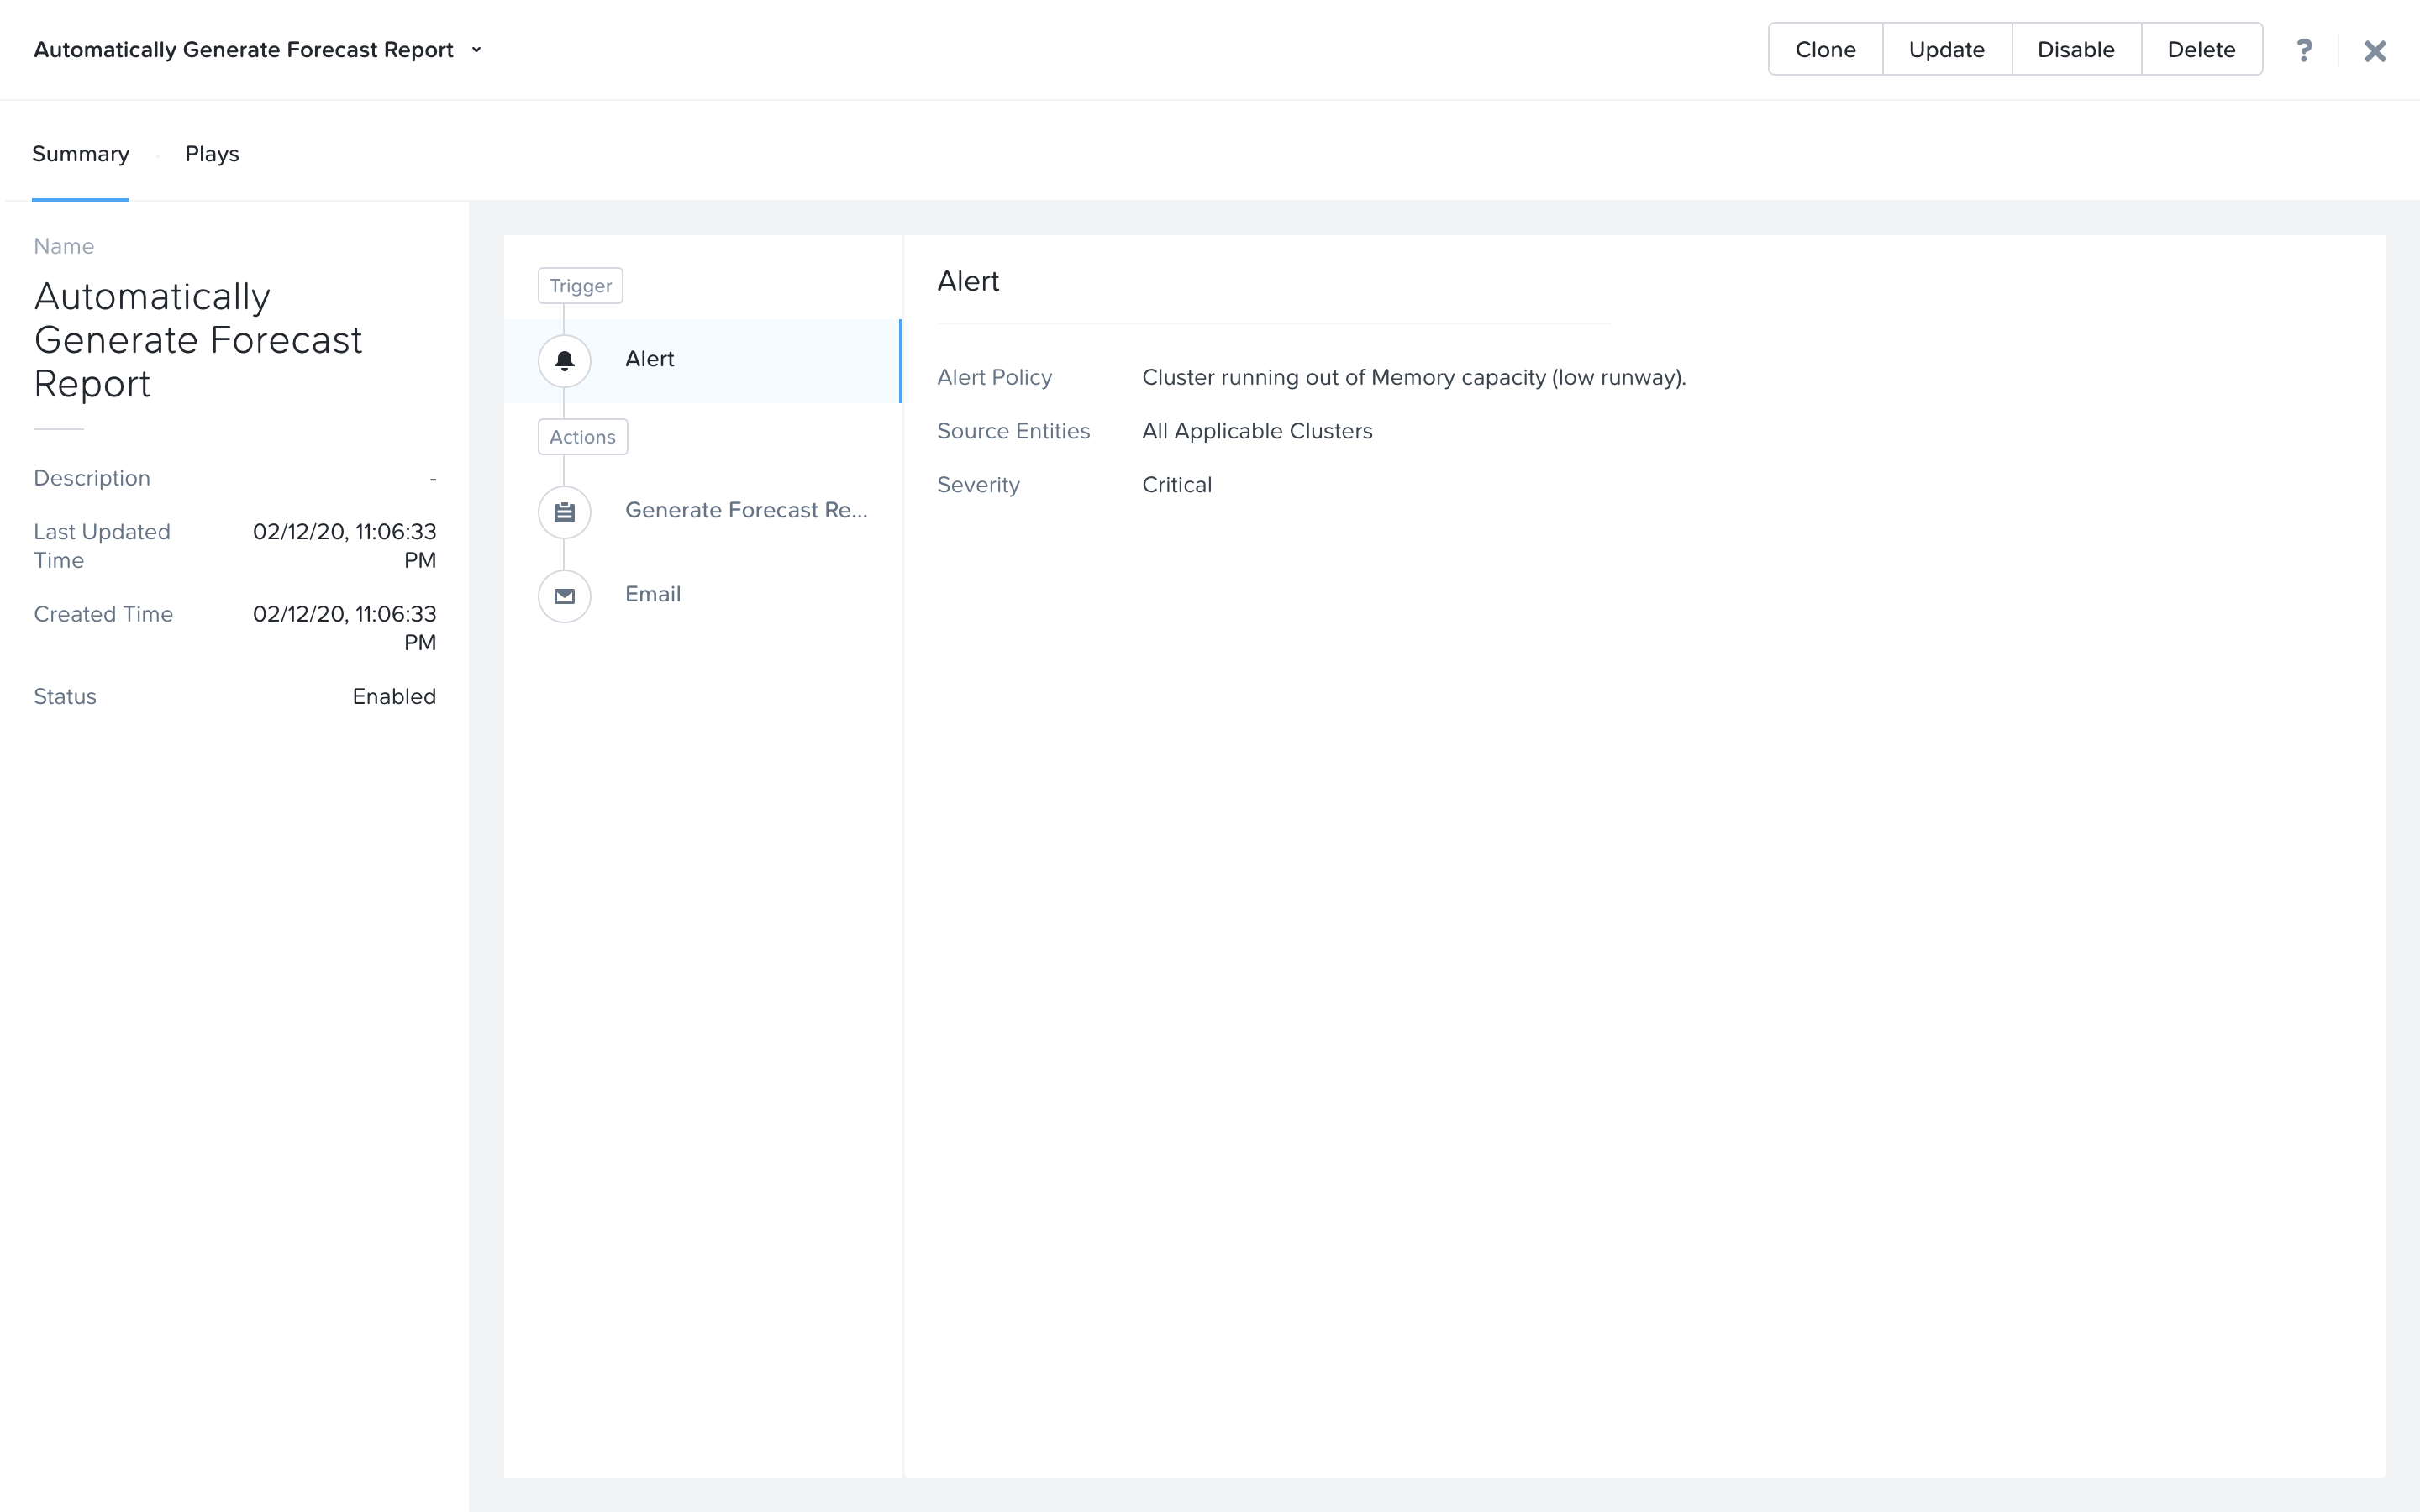 Automatically Generate Forecast Report
Clone Update Disable Delete ?
Summary Plays
Name
Automatically
Generate Forecast
Report
Description -
Last Updated Time 02/12/20, 11:06:33 PM
Created Time 02/12/20, 11:06:33 PM
Status Enabled
Trigger
Alert
Actions
Generate Forecast Re...
Email
Alert
Alert Policy Cluster running out of Memory capacity (low runway).
Source Entities All Applicable Clusters
Severity Critical